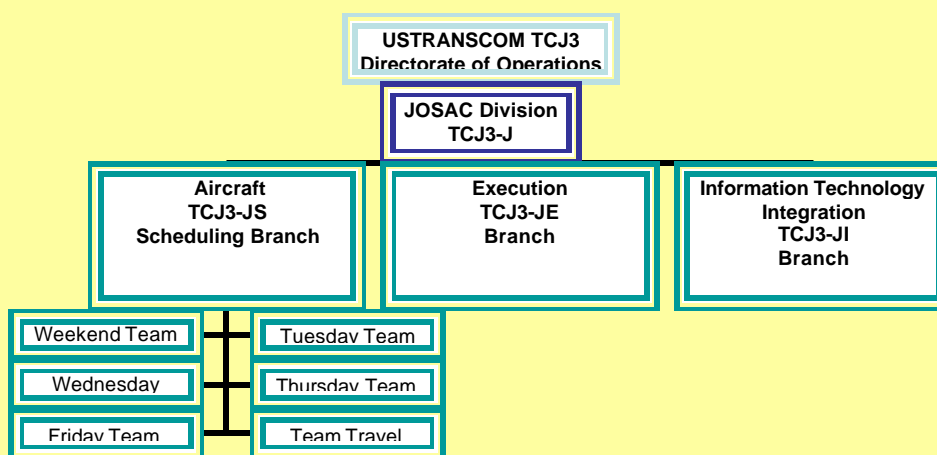 USTRANSCOM TCJ3
Directorate of Operations
JOSAC Division
TCJ3-J
Aircraft
TCJ3-JS
Scheduling Branch
Execution
TCJ3-JE
Branch
Information Technology
Integration
TCJ3-JI
Branch
Weekend Team
Tuesday Team
Wednesday
Thursday Team
Friday Team
Team Travel